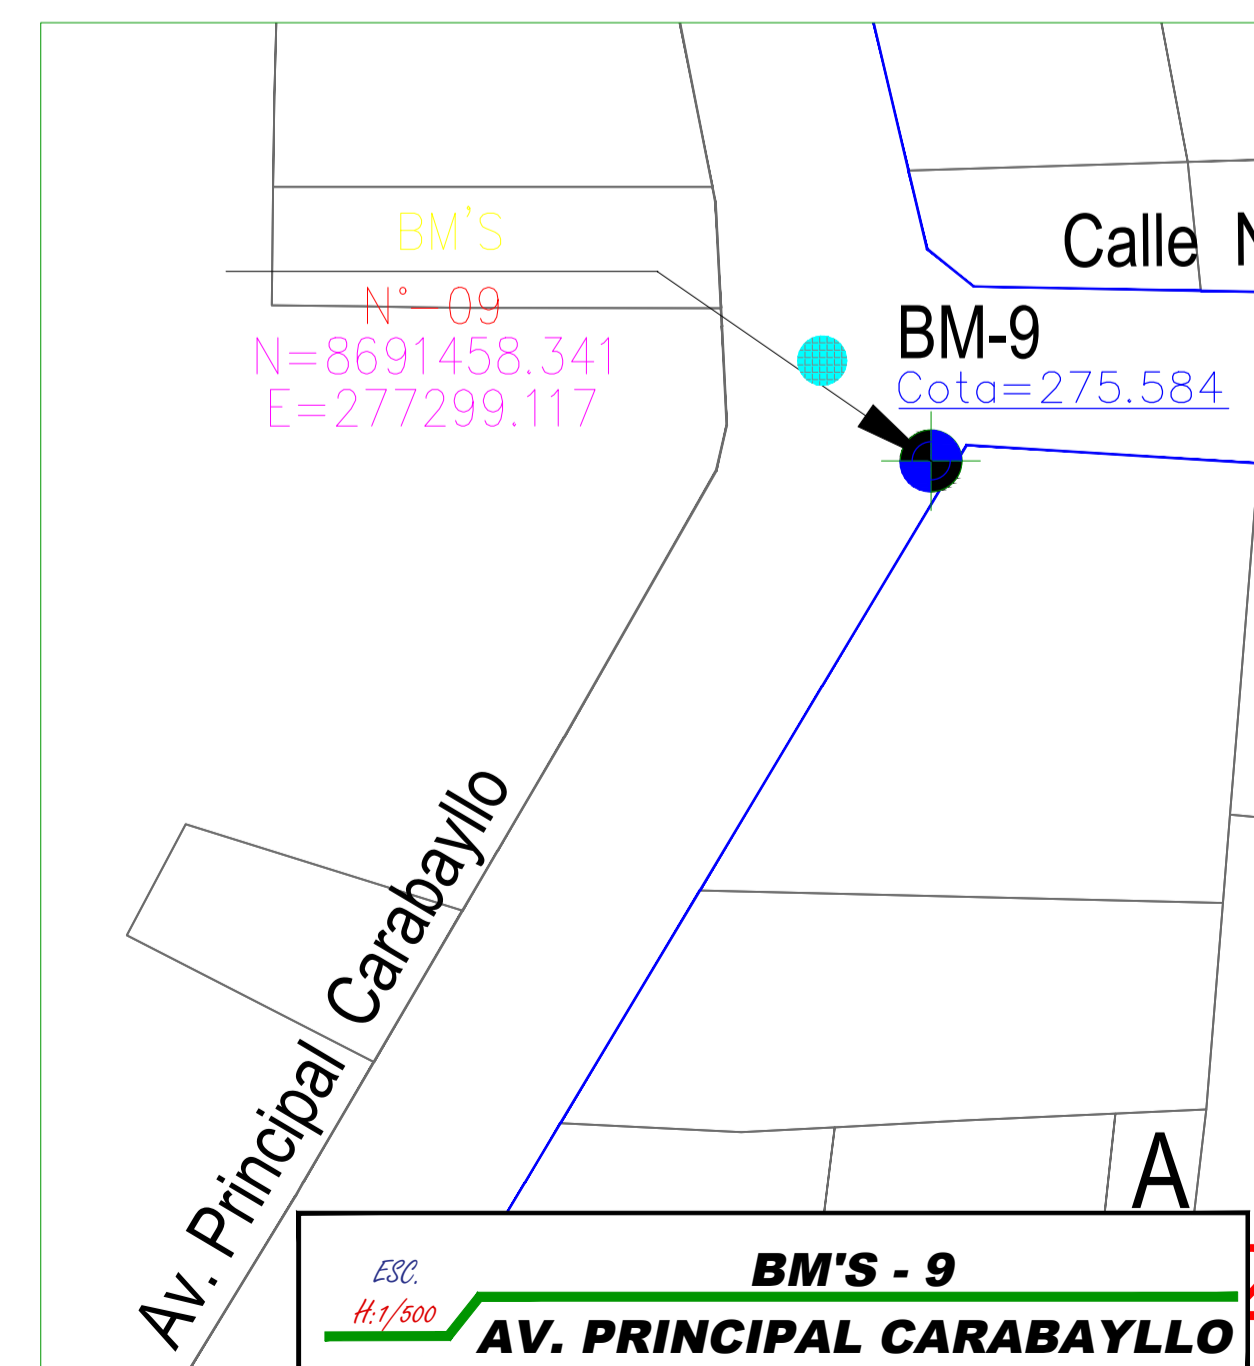 BM'S
N°-09
N=8691458.341
E=277299.117
Calle N
BM-9
Cota=275.584
Av. Principal Carabayllo
A
ESC.
H:1/500
BM'S - 9
AV. PRINCIPAL CARABAYLLO